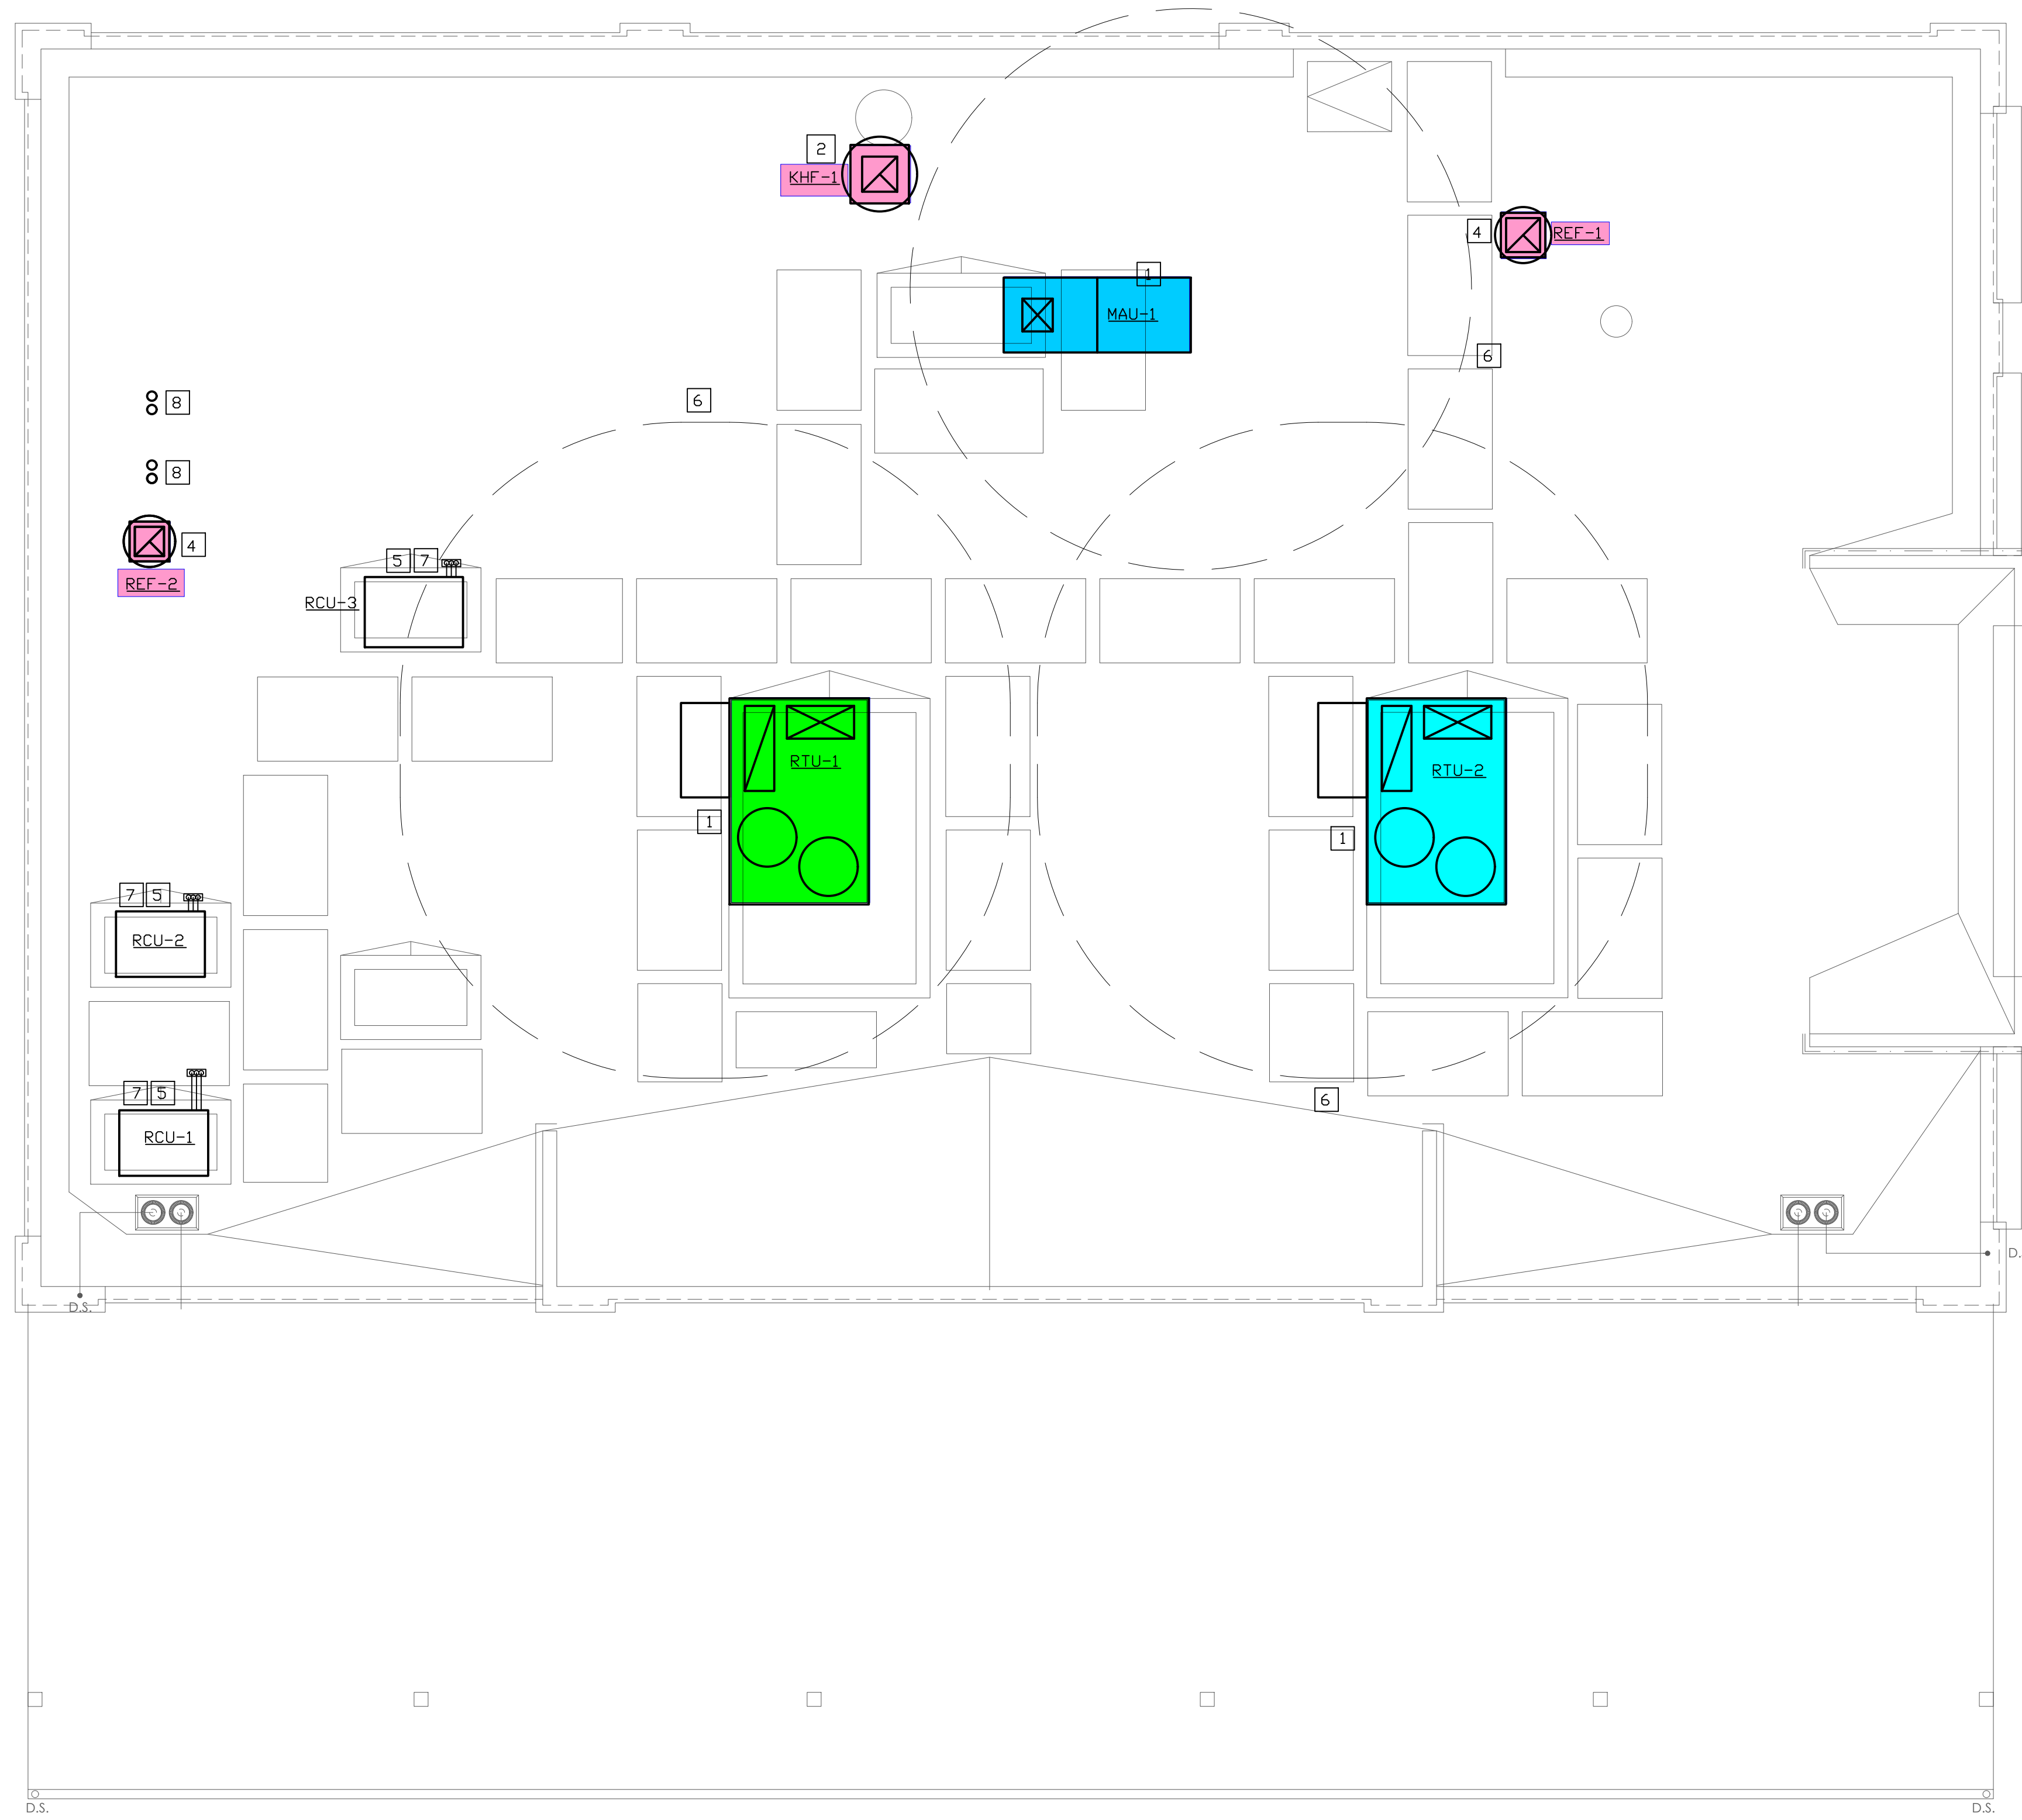 2
KHF-1
4
REF-1
1
MAU-1
6
8
6
8
4
REF-2
5 7
RCU-3
RTU-1
RTU-2
1
1
7 5
RCU-2
7 5
RCU-1
6
D.
D.S.
D.S.
D.S.